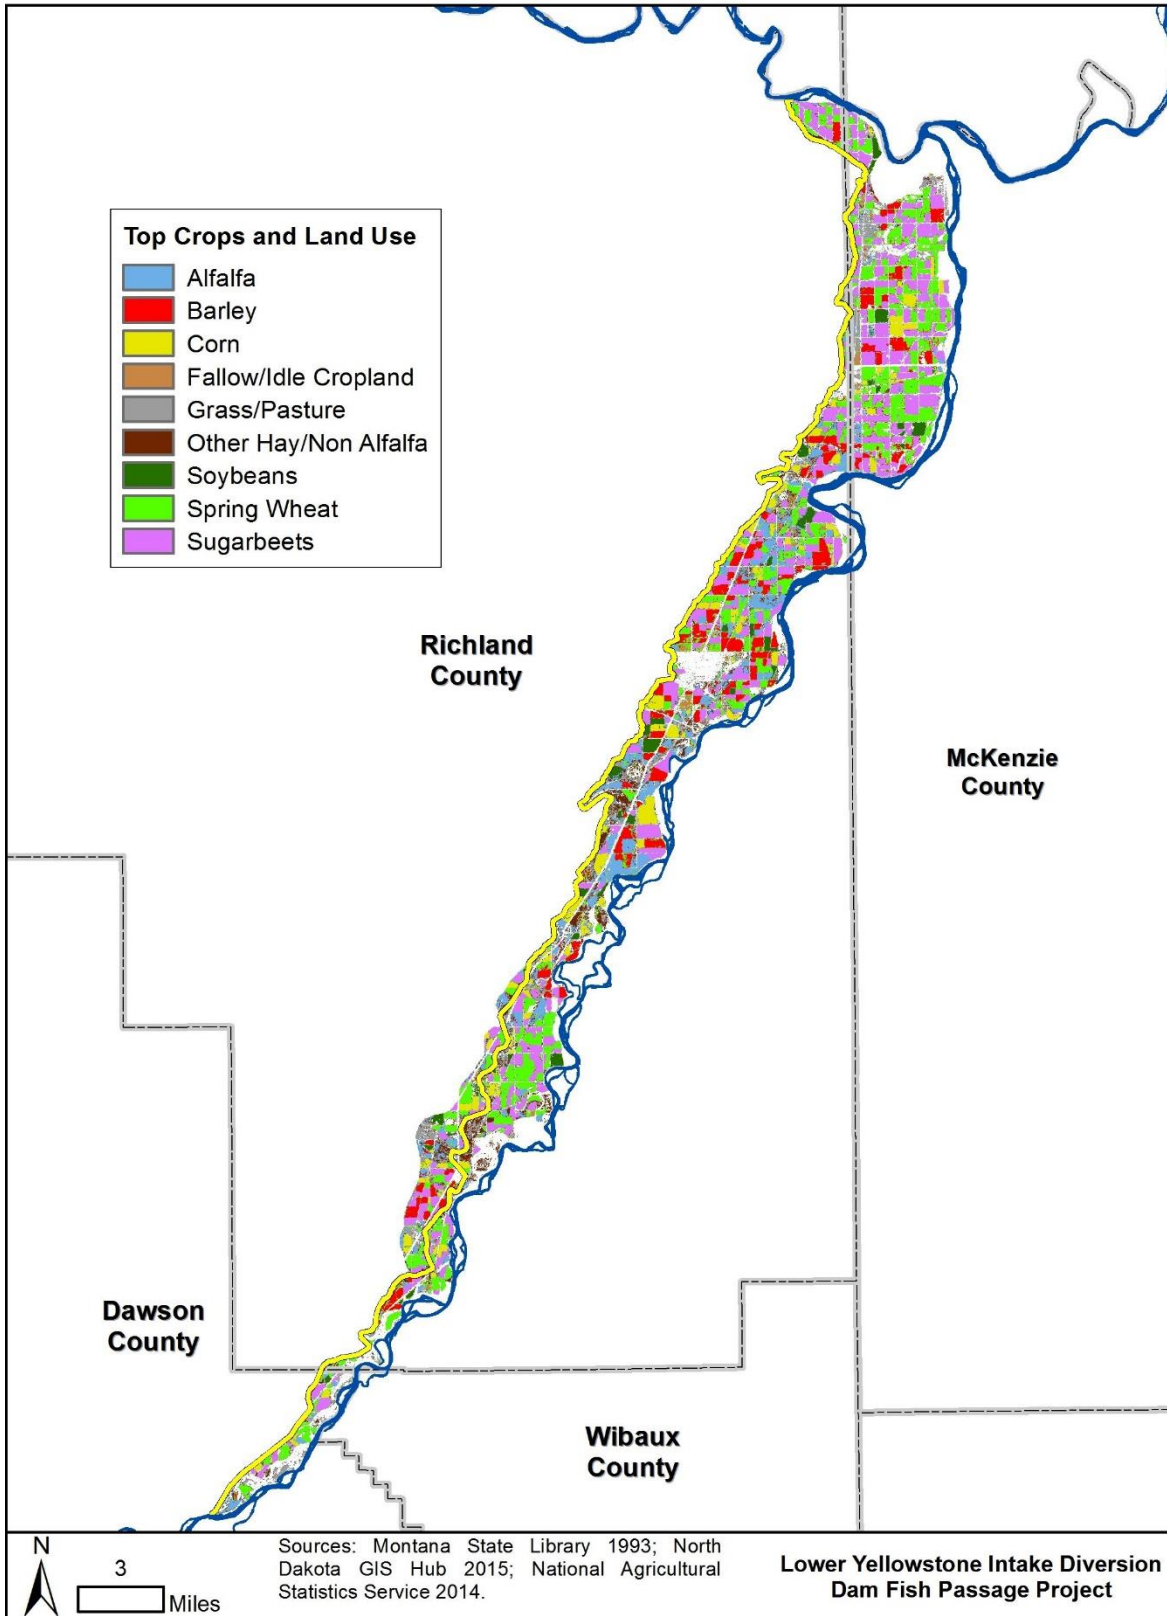 Top Crops and Land Use
Alfalfa
Barley
Corn
Fallow/Idle Cropland
Grass/Pasture
Other Hay/Non Alfalfa
Soybeans
Spring Wheat
Sugarbeets
Richland
County
McKenzie
County
Dawson
County
Wibaux
County
N
3
Miles
Sources: Montana State Library 1993; North
Dakota GIS Hub 2015; National Agricultural
Statistics Service 2014.
Lower Yellowstone Intake Diversion
Dam Fish Passage Project